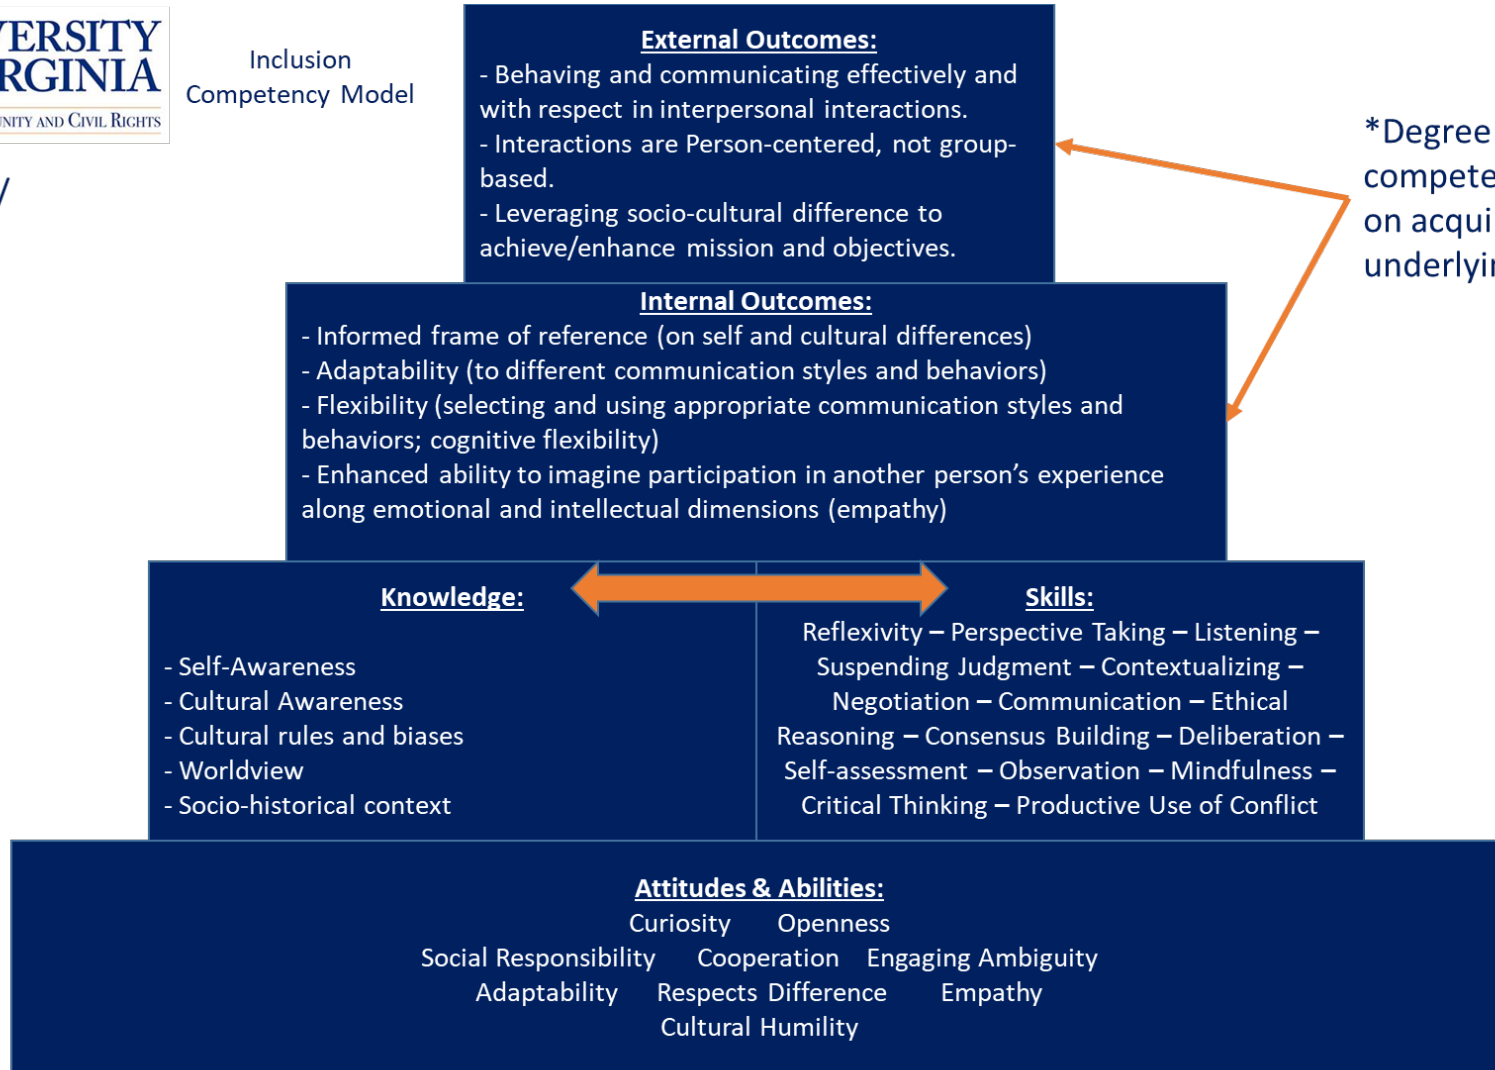 VERSITY
RGINIA
UNITY AND CIVIL RIGHTS
Inclusion
Competency Model
/
External Outcomes:
- Behaving and communicating effectively and
with respect in interpersonal interactions.
- Interactions are Person-centered, not group-
based.
- Leveraging socio-cultural difference to
achieve/enhance mission and objectives.
*Degree
compete
on acqui
underlyi
Internal Outcomes:
- Informed frame of reference (on self and cultural differences)
- Adaptability (to different communication styles and behaviors)
- Flexibility (selecting and using appropriate communication styles and
behaviors; cognitive flexibility)
- Enhanced ability to imagine participation in another person’s experience
along emotional and intellectual dimensions (empathy)
Knowledge:
- Self-Awareness
- Cultural Awareness
- Cultural rules and biases
- Worldview
- Socio-historical context
Skills:
Reflexivity – Perspective Taking – Listening –
Suspending Judgment – Contextualizing –
Negotiation – Communication – Ethical
Reasoning – Consensus Building – Deliberation –
Self-assessment – Observation – Mindfulness –
Critical Thinking – Productive Use of Conflict
Attitudes & Abilities:
Curiosity Openness
Social Responsibility Cooperation Engaging Ambiguity
Adaptability Respects Difference Empathy
Cultural Humility